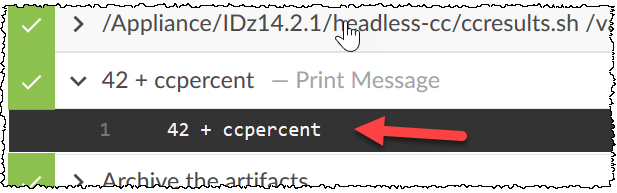 /Appliance/IDz14.2.1/headless-cc/ccresults.sh
42 + ccpercent — Print Message
1 42 + ccpercent
Archive the artifacts